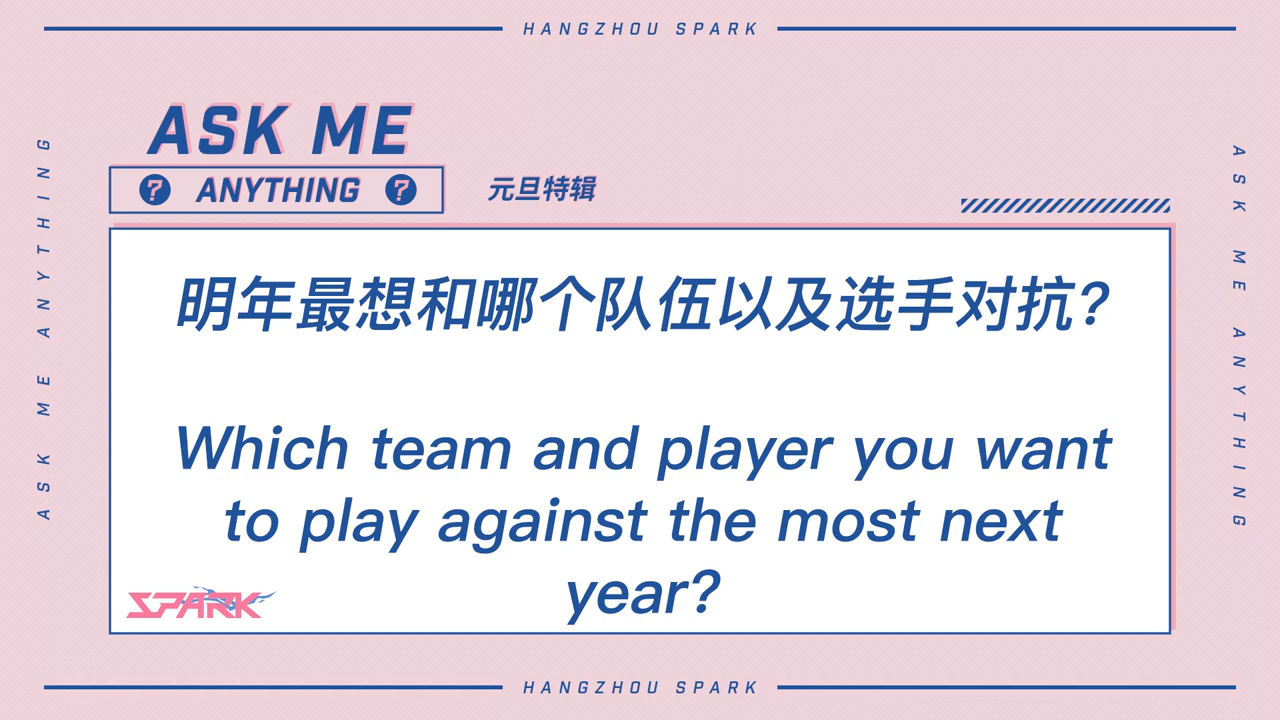 HANGZHOU SPARK
ASK ME
? ANYTHING ?
元旦特辑
ASK ME ANYTHING
ASK ME ANYTHING
明年最想和哪个队伍以及选手对抗?
Which team and player you want
to play against the most next
year?
SPARK
HANGZHOU SPARK